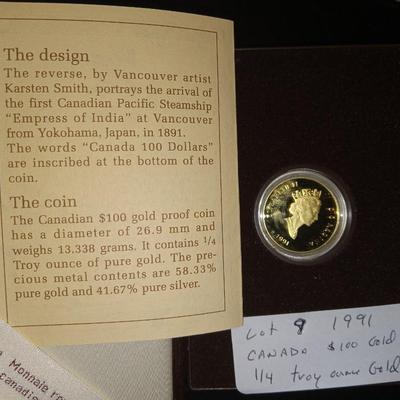 The design
The reverse, by Vancouver artist
Karsten Smith, portrays the arrival of
the first Canadian Pacific Steamship
"Empress of India" at Vancouver
from Yokohama, Japan, in 1891.
The words "Canada 100 Dollars"
are inscribed at the bottom of the
coin.
The coin
The Canadian $100 gold proof coin
has a diameter of 26.9 mm and
weighs 13.338 grams. It contains 1/4
Troy ounce of pure gold. The pre-
cious metal contents are 58.33%
pure gold and 41.67% pure silver.
Monnaie
Lot 9 1991
CANADA $100 Gold
1/4 troy ounce Gold